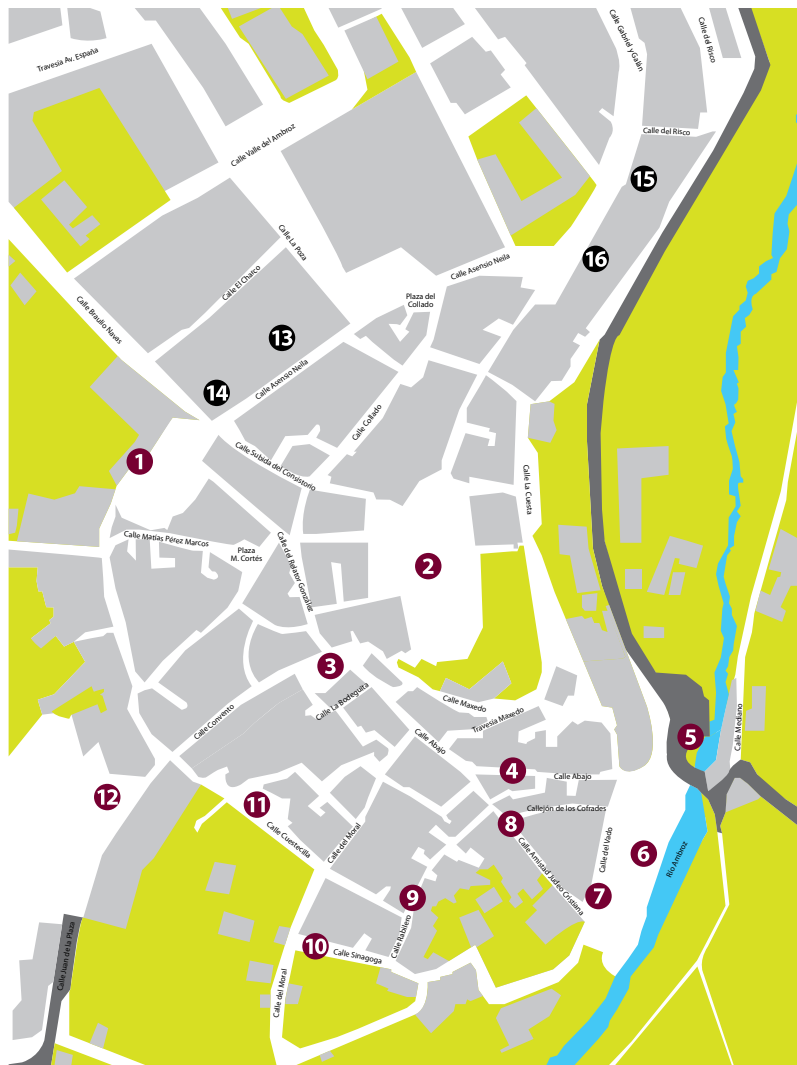 Calle Gabriel y Galán
Calle del Risco
Travesía Av. España
Calle Valle del Ambroz
Calle del Risco
15
Calle La Poza
16
Calle Asensio Neila
Calle El Charco
Plaza del
Collado
Calle Braulio Navas
13
Calle Asensio Neila
14
Calle Collado
1
Calle Subida del Consistorio
Calle La Cuesta
Calle Matías Pérez Marcos
Plaza
M. Cortés
Calle del Relator González
2
3
Calle La Bodeguita
Calle Maxedo
Travesía Maxedo
Calle Convento
Calle Abajo
5
Calle Mediano
4
Calle Abajo
12
11
Callejón de los Cofrades
8
Calle Cuestecilla
Calle del Moral
Calle del Vado
6
Río Ambroz
Calle Amistad Judeo Cristiana
9
7
Calle Rabilero
10
Calle Sinagoga
Calle Juan de la Plaza
Calle del Moral